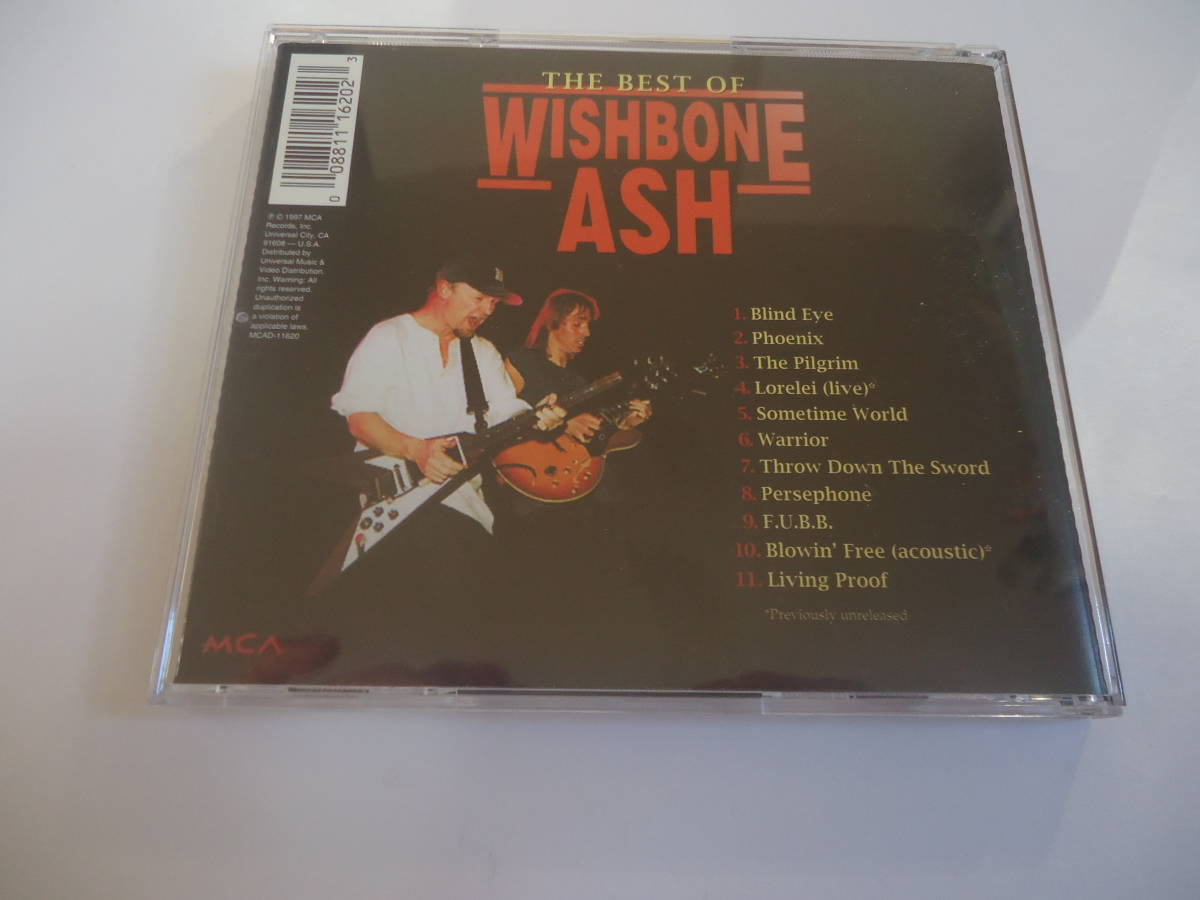 THE BEST OF
WISHBONE
ASH
0 08811 16202 3
℗ © 1997 MCA
Records, Inc.
Universal City, CA
91608 — U.S.A.
Distributed by
Universal Music &
Video Distribution,
Inc. Warning: All
rights reserved.
Unauthorized
duplication is
a violation of
applicable laws.
MCAD-11620
1. Blind Eye
2. Phoenix
3. The Pilgrim
4. Lorelei (live)*
5. Sometime World
6. Warrior
7. Throw Down The Sword
8. Persephone
9. F.U.B.B.
10. Blowin' Free (acoustic)*
11. Living Proof
*Previously unreleased
MCA